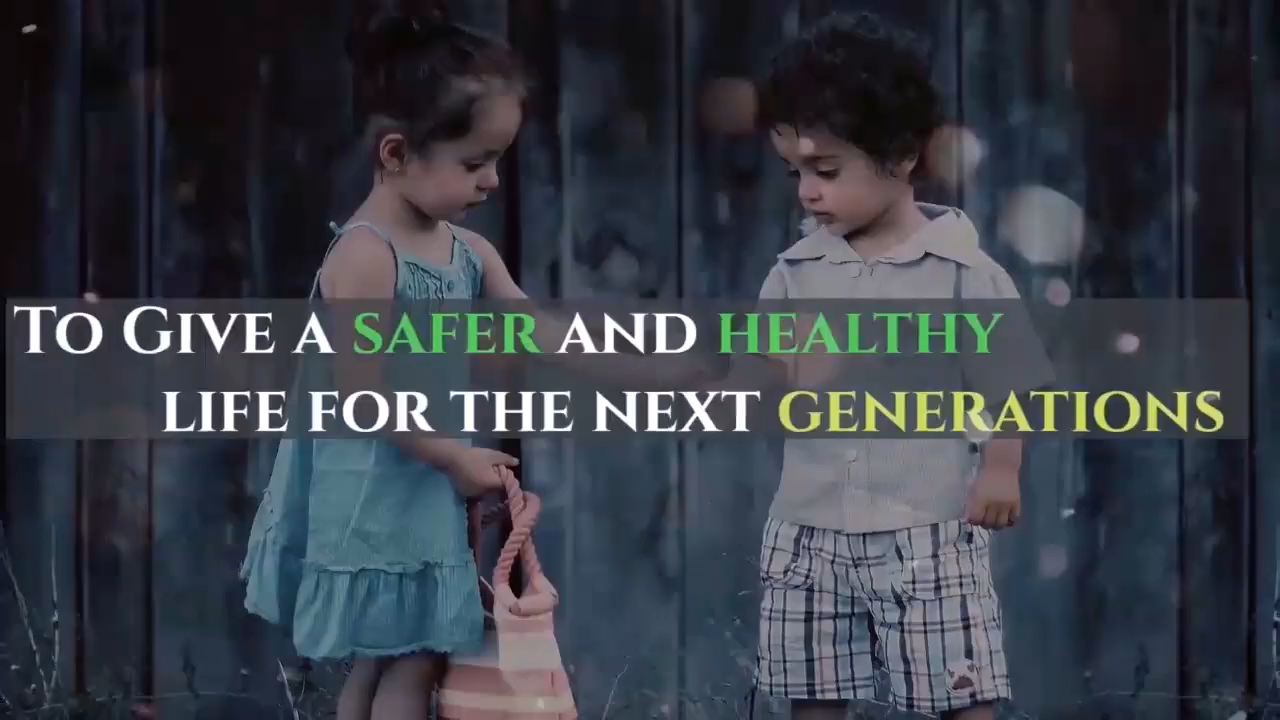 To Give a safer and healthy
life for the next generations